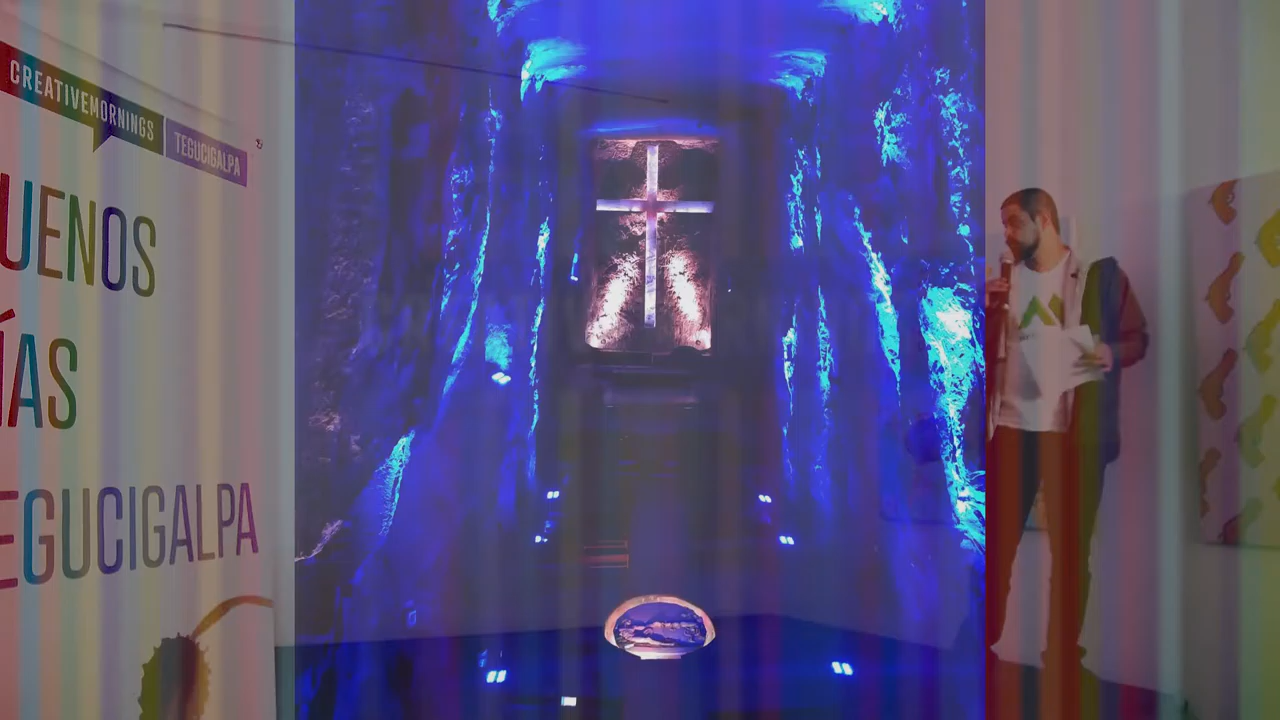 CREATIVEMORNINGS
TEGUCIGALPA
UENOS
ÍAS
EGUCIGALPA